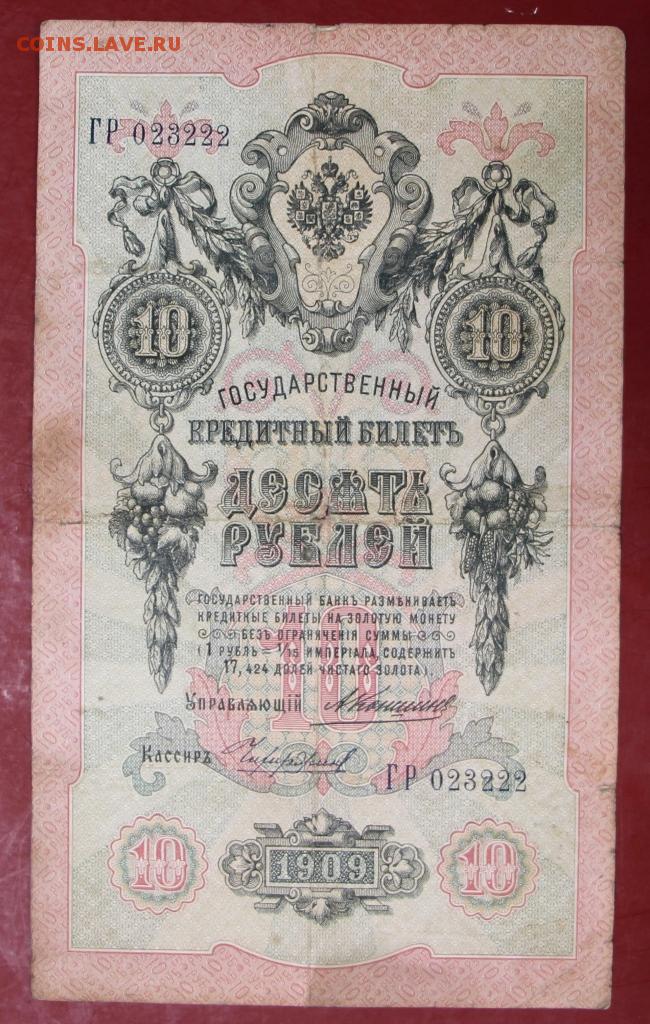 COINS.LAVE.RU
ГР 023222
10 10
ГОСУДАРСТВЕННЫЙ
КРЕДИТНЫЙ БИЛЕТЪ
ДЕСЯТЬ
РУБЛЕЙ
ГОСУДАРСТВЕННЫЙ БАНКЪ РАЗМѢНИВАЕТЪ
КРЕДИТНЫЕ БИЛЕТЫ НА ЗОЛОТУЮ МОНЕТУ
БЕЗЪ ОГРАНИЧЕНІЯ СУММЫ
(1 РУБЛЬ = 1/15 ИМПЕРІАЛА, СОДЕРЖИТЪ
17,424 ДОЛЕЙ ЧИСТАГО ЗОЛОТА).
10
УПРАВЛЯЮЩІЙ АКоншинъ
КАССИРЪ
ГР 023222
10 1909 10